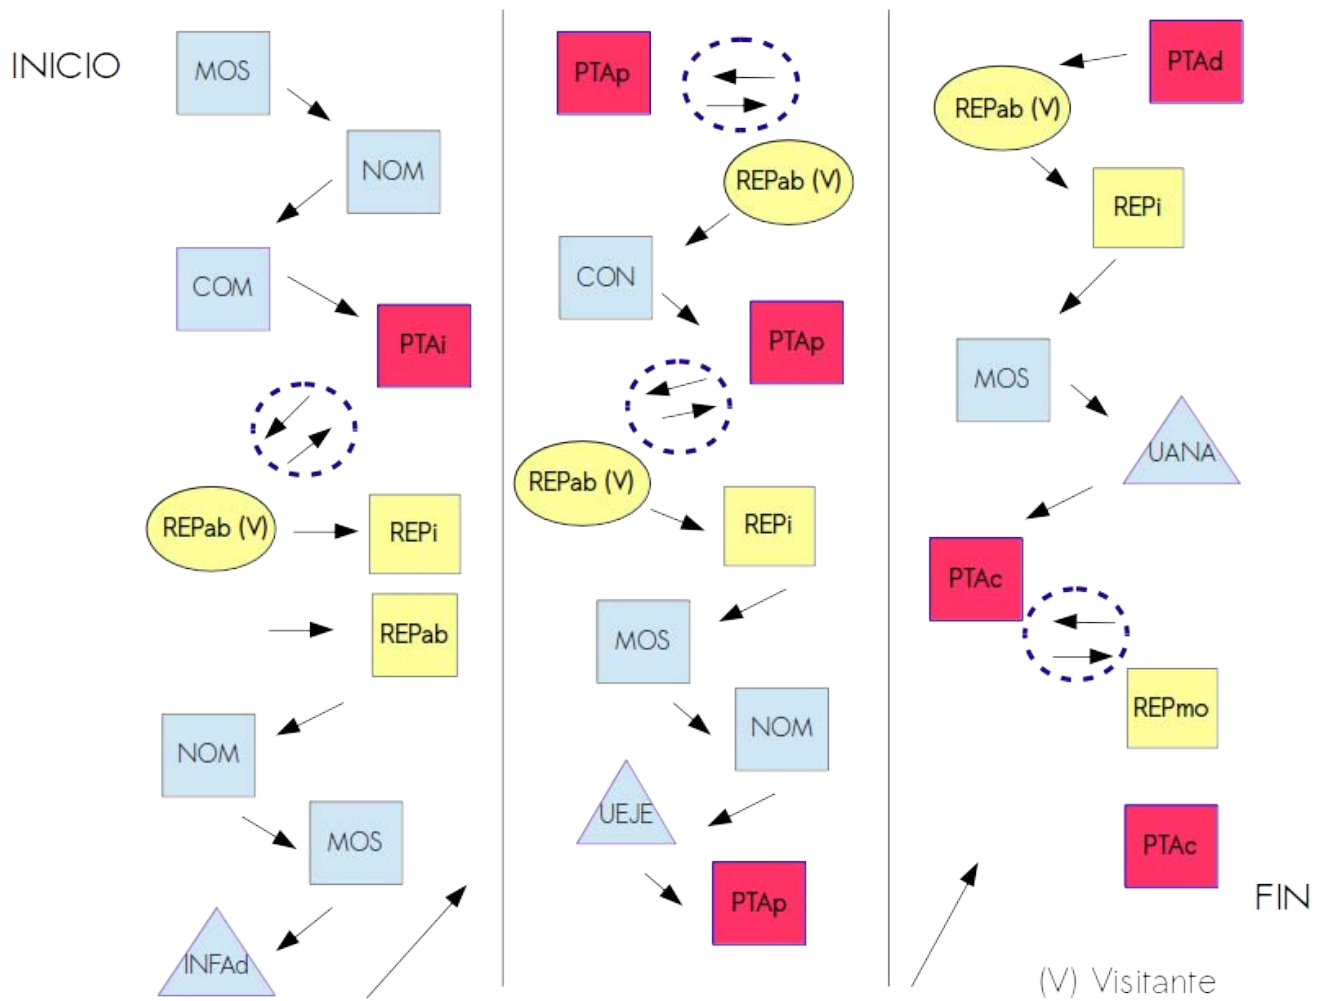 INICIO
MOS
NOM
COM
PTAi
REPab (V)
REPi
REPab
NOM
MOS
INFAd
PTAp
REPab (V)
CON
PTAp
REPab (V)
REPi
MOS
NOM
UEJE
PTAp
PTAd
REPab (V)
REPi
MOS
UANA
PTAc
REPmo
PTAc
FIN
(V) Visitante